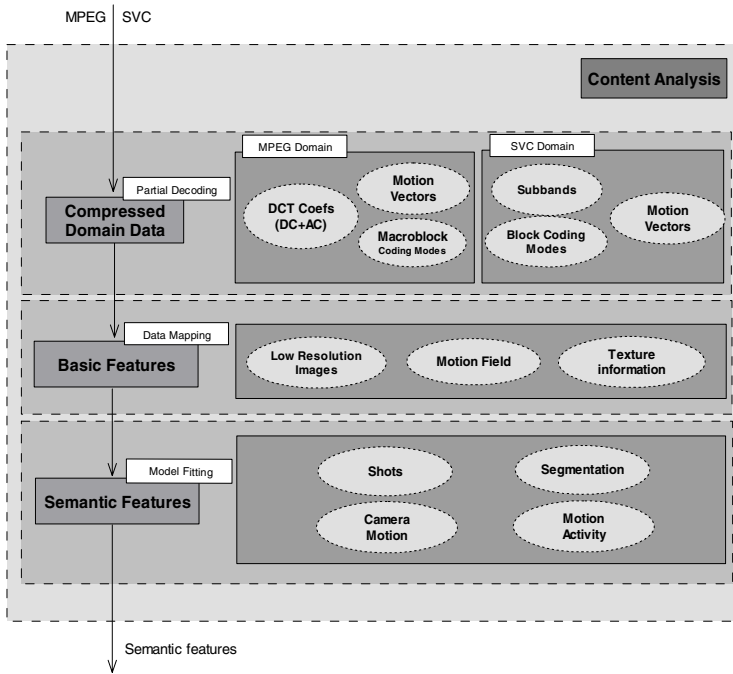 MPEG SVC
Content Analysis
Partial Decoding
Compressed
Domain Data
MPEG Domain
DCT Coefs
(DC+AC)
Motion
Vectors
Macroblock
Coding Modes
SVC Domain
Subbands
Block Coding
Modes
Motion
Vectors
Data Mapping
Basic Features
Low Resolution
Images
Motion Field
Texture
information
Model Fitting
Semantic Features
Shots
Segmentation
Camera
Motion
Motion
Activity
Semantic features